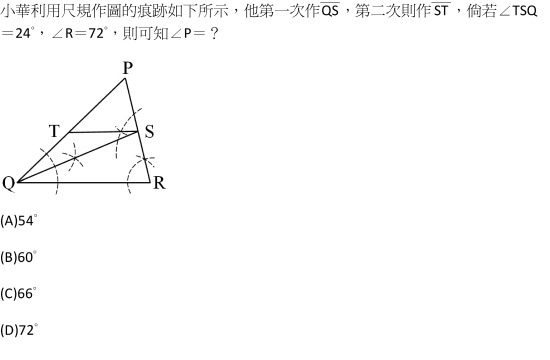 小華利用尺規作圖的痕跡如下所示，他第一次作QS，第二次則作 ST，倘若∠TSQ
＝24°，∠R＝72°，則可知∠P＝？
P
T
S
Q
R
(A)54°
(B)60°
(C)66°
(D)72°